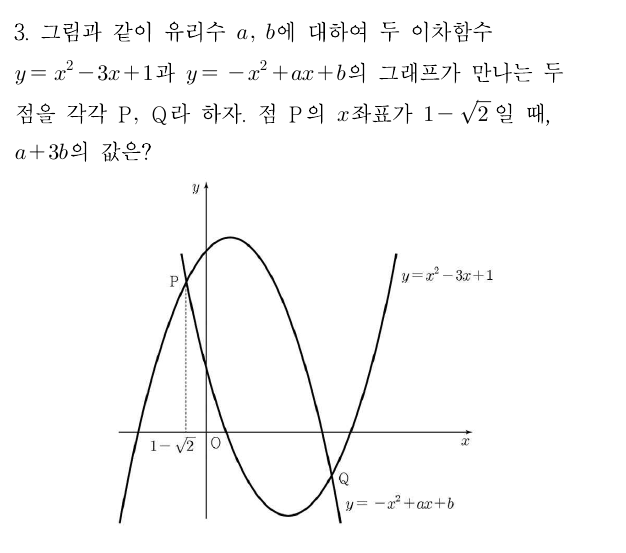 3. 그림과 같이 유리수 a, b에 대하여 두 이차함수
y = x² − 3x + 1과 y = −x² + ax + b의 그래프가 만나는 두
점을 각각 P, Q라 하자. 점 P의 x좌표가 1 − √2 일 때,
a + 3b의 값은?
y
P
y = x² − 3x + 1
1 − √2
O
x
Q
y = −x² + ax + b